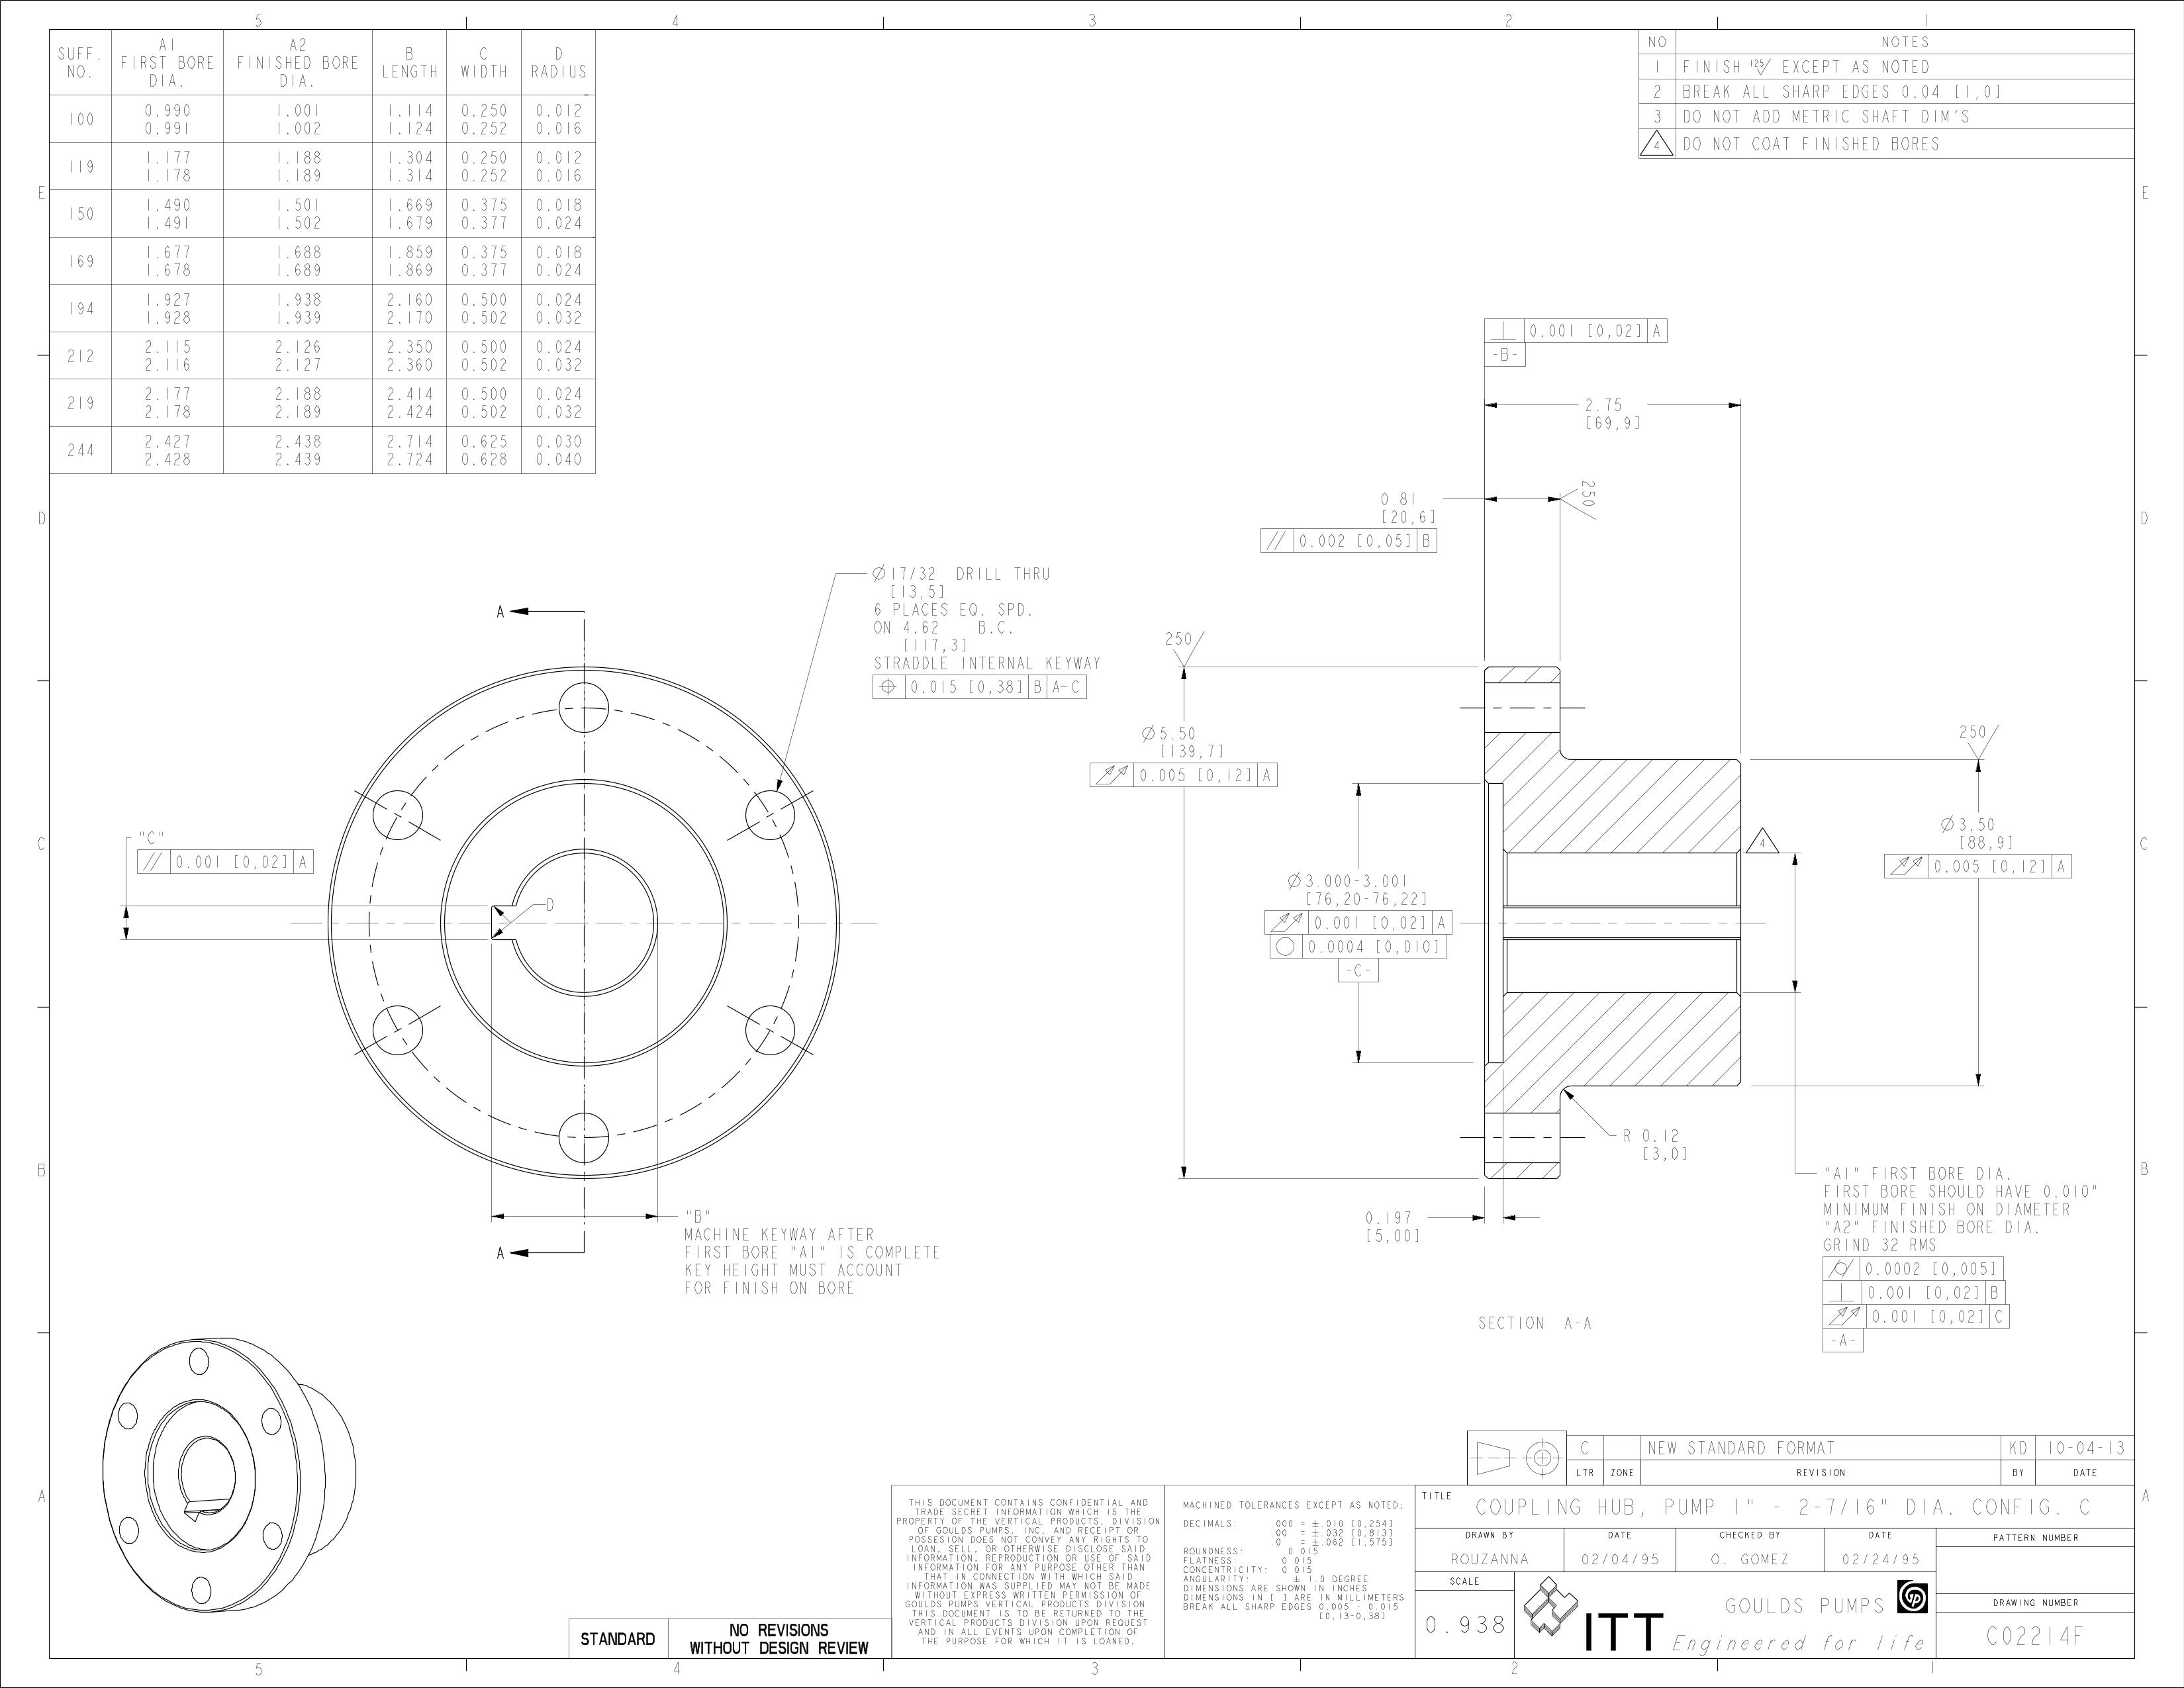 5 4 3 2 1
SUFF. NO. A1 FIRST BORE DIA. A2 FINISHED BORE DIA. B LENGTH C WIDTH D RADIUS
100 0.990 0.991 1.001 1.002 1.114 1.124 0.250 0.252 0.012 0.016
119 1.177 1.178 1.188 1.189 1.304 1.314 0.250 0.252 0.012 0.016
150 1.490 1.491 1.501 1.502 1.669 1.679 0.375 0.377 0.018 0.024
169 1.677 1.678 1.688 1.689 1.859 1.869 0.375 0.377 0.018 0.024
194 1.927 1.928 1.938 1.939 2.160 2.170 0.500 0.502 0.024 0.032
212 2.115 2.116 2.126 2.127 2.350 2.360 0.500 0.502 0.024 0.032
219 2.177 2.178 2.188 2.189 2.414 2.424 0.500 0.502 0.024 0.032
244 2.427 2.428 2.438 2.439 2.714 2.724 0.625 0.628 0.030 0.040
NO NOTES
1 FINISH 125 EXCEPT AS NOTED
2 BREAK ALL SHARP EDGES 0.04 [1,0]
3 DO NOT ADD METRIC SHAFT DIM'S
4 DO NOT COAT FINISHED BORES
E
E
D
D
C
C
B
B
A
A
⊥ 0.001 [0,02] A
-B-
2.75
[69,9]
0.81
[20,6]
// 0.002 [0,05] B
250
Ø17/32 DRILL THRU
[13,5]
6 PLACES EQ. SPD.
ON 4.62 B.C.
[117,3]
STRADDLE INTERNAL KEYWAY
⌖ 0.015 [0,38] B A-C
A
"C"
// 0.001 [0,02] A
D
"B"
MACHINE KEYWAY AFTER
FIRST BORE "A1" IS COMPLETE
KEY HEIGHT MUST ACCOUNT
FOR FINISH ON BORE
A
250
Ø5.50
[139,7]
0.005 [0,12] A
Ø3.000-3.001
[76,20-76,22]
0.001 [0,02] A
○ 0.0004 [0,010]
-C-
250
4
Ø3.50
[88,9]
0.005 [0,12] A
R 0.12
[3,0]
0.197
[5,00]
"A1" FIRST BORE DIA.
FIRST BORE SHOULD HAVE 0.010"
MINIMUM FINISH ON DIAMETER
"A2" FINISHED BORE DIA.
GRIND 32 RMS
0.0002 [0,005]
⊥ 0.001 [0,02] B
0.001 [0,02] C
-A-
SECTION A-A
C NEW STANDARD FORMAT KD 10-04-13
LTR ZONE REVISION BY DATE
THIS DOCUMENT CONTAINS CONFIDENTIAL AND
TRADE SECRET INFORMATION WHICH IS THE
PROPERTY OF THE VERTICAL PRODUCTS, DIVISION
OF GOULDS PUMPS, INC. AND RECEIPT OR
POSSESION DOES NOT CONVEY ANY RIGHTS TO
LOAN, SELL, OR OTHERWISE DISCLOSE SAID
INFORMATION, REPRODUCTION OR USE OF SAID
INFORMATION FOR ANY PURPOSE OTHER THAN
THAT IN CONNECTION WITH WHICH SAID
INFORMATION WAS SUPPLIED MAY NOT BE MADE
WITHOUT EXPRESS WRITTEN PERMISSION OF
GOULDS PUMPS VERTICAL PRODUCTS DIVISION
THIS DOCUMENT IS TO BE RETURNED TO THE
VERTICAL PRODUCTS DIVISION UPON REQUEST
AND IN ALL EVENTS UPON COMPLETION OF
THE PURPOSE FOR WHICH IT IS LOANED.
MACHINED TOLERANCES EXCEPT AS NOTED.
DECIMALS: .000 = ±.010 [0,254]
.00 = ±.032 [0,813]
.0 = ±.062 [1,575]
ROUNDNESS: 0.015
FLATNESS: 0.015
CONCENTRICITY: 0.015
ANGULARITY: ± 1.0 DEGREE
DIMENSIONS ARE SHOWN IN INCHES
DIMENSIONS IN [ ] ARE IN MILLIMETERS
BREAK ALL SHARP EDGES 0.005 - 0.015
[0,13-0,38]
TITLE COUPLING HUB, PUMP 1" - 2-7/16" DIA. CONFIG. C
DRAWN BY DATE CHECKED BY DATE PATTERN NUMBER
ROUZANNA 02/04/95 O. GOMEZ 02/24/95
SCALE
0.938
ITT
GOULDS PUMPS
Engineered for life
DRAWING NUMBER
C02214F
STANDARD
NO REVISIONS
WITHOUT DESIGN REVIEW
5 4 3 2 1